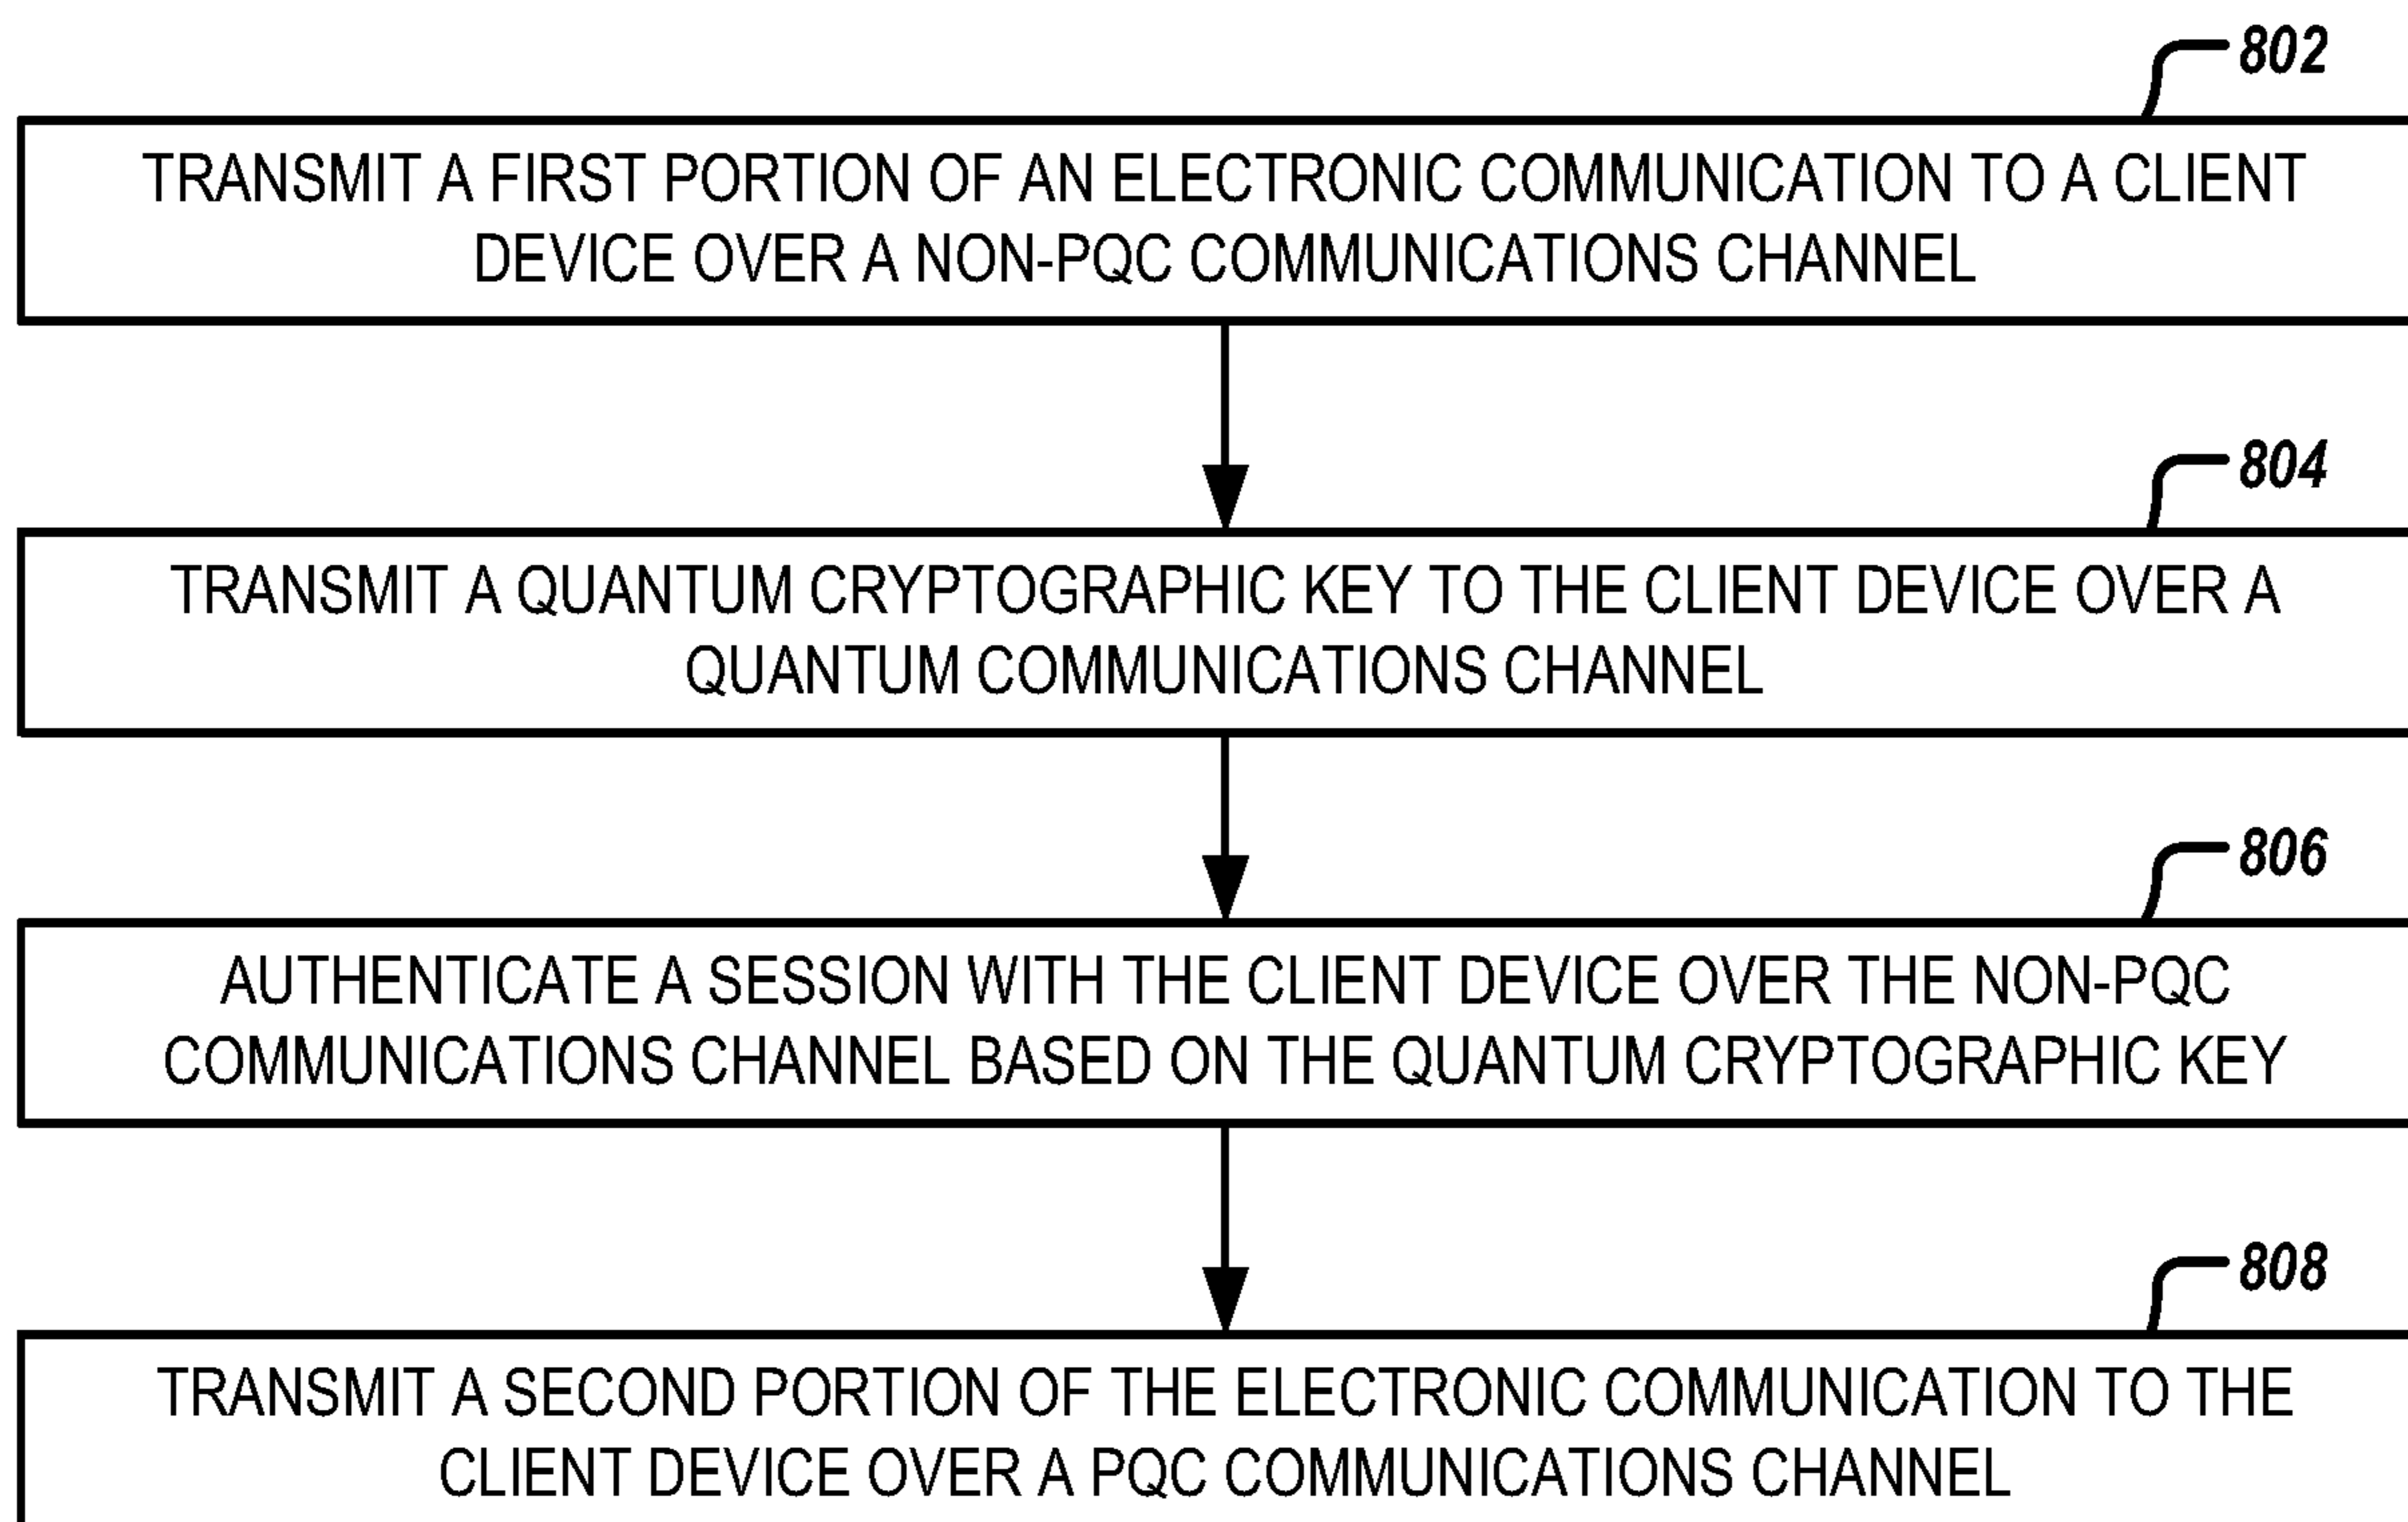 802
TRANSMIT A FIRST PORTION OF AN ELECTRONIC COMMUNICATION TO A CLIENT
DEVICE OVER A NON-PQC COMMUNICATIONS CHANNEL
804
TRANSMIT A QUANTUM CRYPTOGRAPHIC KEY TO THE CLIENT DEVICE OVER A
QUANTUM COMMUNICATIONS CHANNEL
806
AUTHENTICATE A SESSION WITH THE CLIENT DEVICE OVER THE NON-PQC
COMMUNICATIONS CHANNEL BASED ON THE QUANTUM CRYPTOGRAPHIC KEY
808
TRANSMIT A SECOND PORTION OF THE ELECTRONIC COMMUNICATION TO THE
CLIENT DEVICE OVER A PQC COMMUNICATIONS CHANNEL